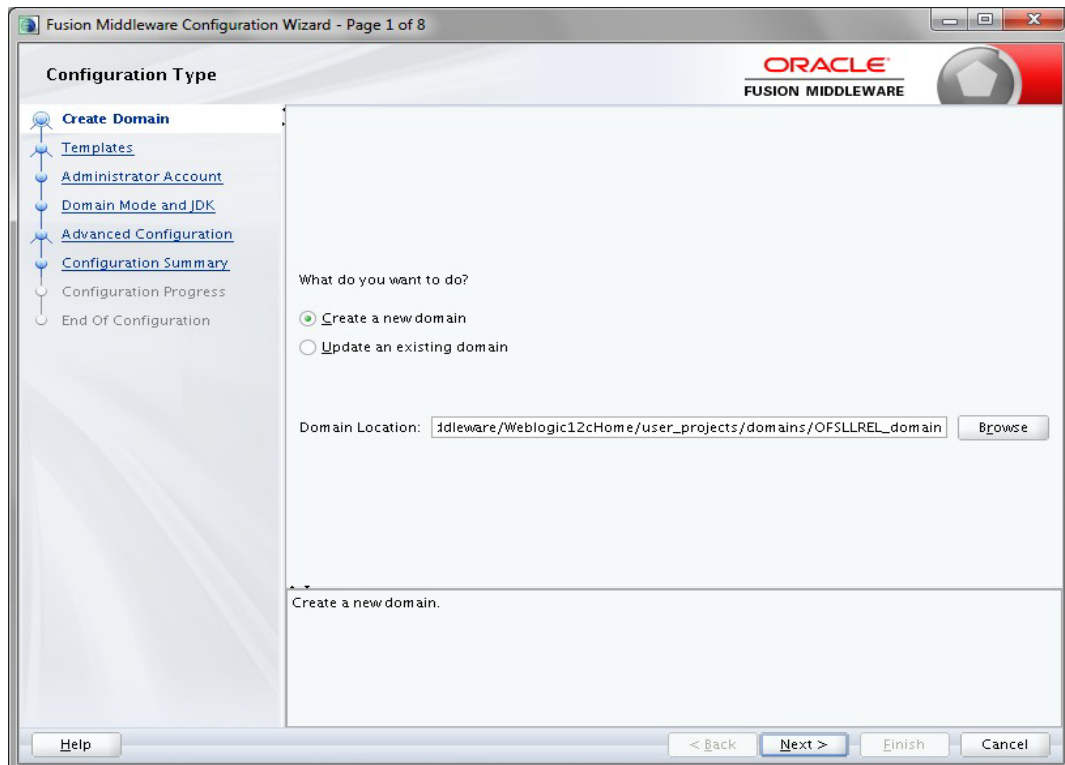 Fusion Middleware Configuration Wizard - Page 1 of 8
Configuration Type
ORACLE
FUSION MIDDLEWARE
Create Domain
Templates
Administrator Account
Domain Mode and JDK
Advanced Configuration
Configuration Summary
Configuration Progress
End Of Configuration
What do you want to do?
Create a new domain
Update an existing domain
Domain Location: ddleware/Weblogic12cHome/user_projects/domains/OFSLLREL_domain Browse
Create a new domain.
Help < Back Next > Finish Cancel